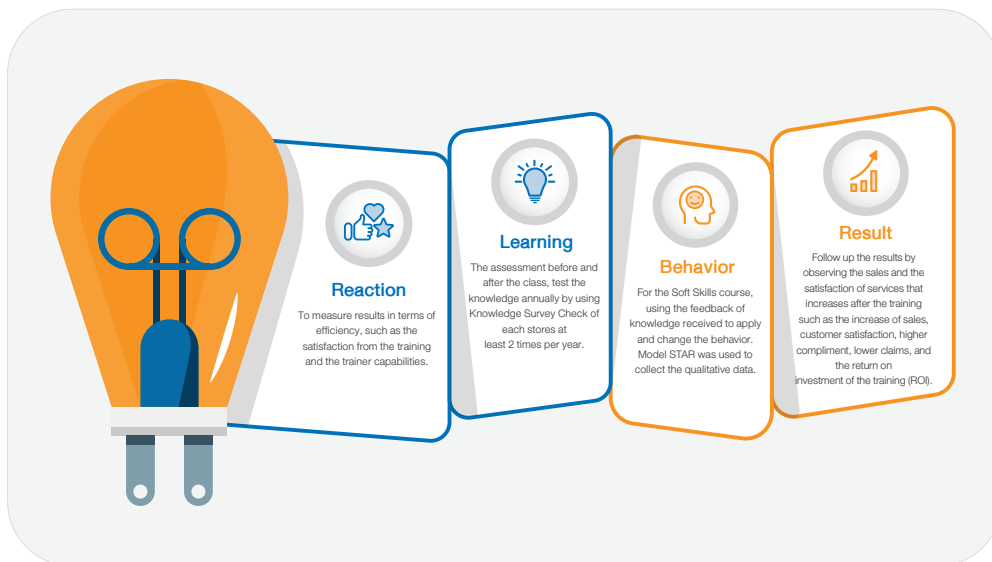 Reaction
To measure results in terms of
efficiency, such as the
satisfaction from the training
and the trainer capabilities.
Learning
The assessment before and
after the class, test the
knowledge annually by using
Knowledge Survey Check of
each stores at
least 2 times per year.
Behavior
For the Soft Skills course,
using the feedback of
knowledge received to apply
and change the behavior.
Model STAR was used to
collect the qualitative data.
Result
Follow up the results by
observing the sales and the
satisfaction of services that
increases after the training
such as the increase of sales,
customer satisfaction, higher
compliment, lower claims, and
the return on
investment of the training (ROI).